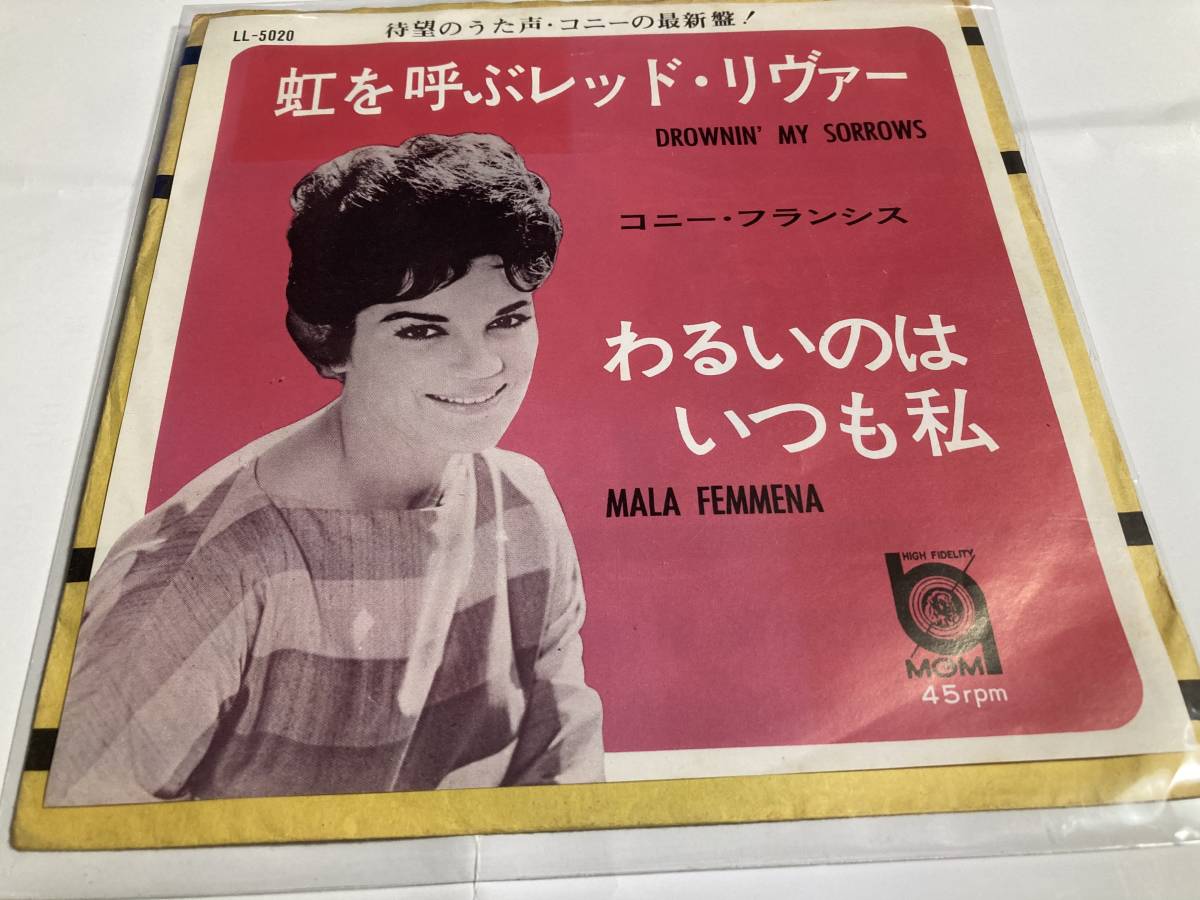 LL-5020
待望のうた声・コニーの最新盤!
虹を呼ぶレッド・リヴァー
DROWNIN' MY SORROWS
コニー・フランシス
わるいのは
いつも私
MALA FEMMENA
HIGH FIDELITY
MGM
45rpm